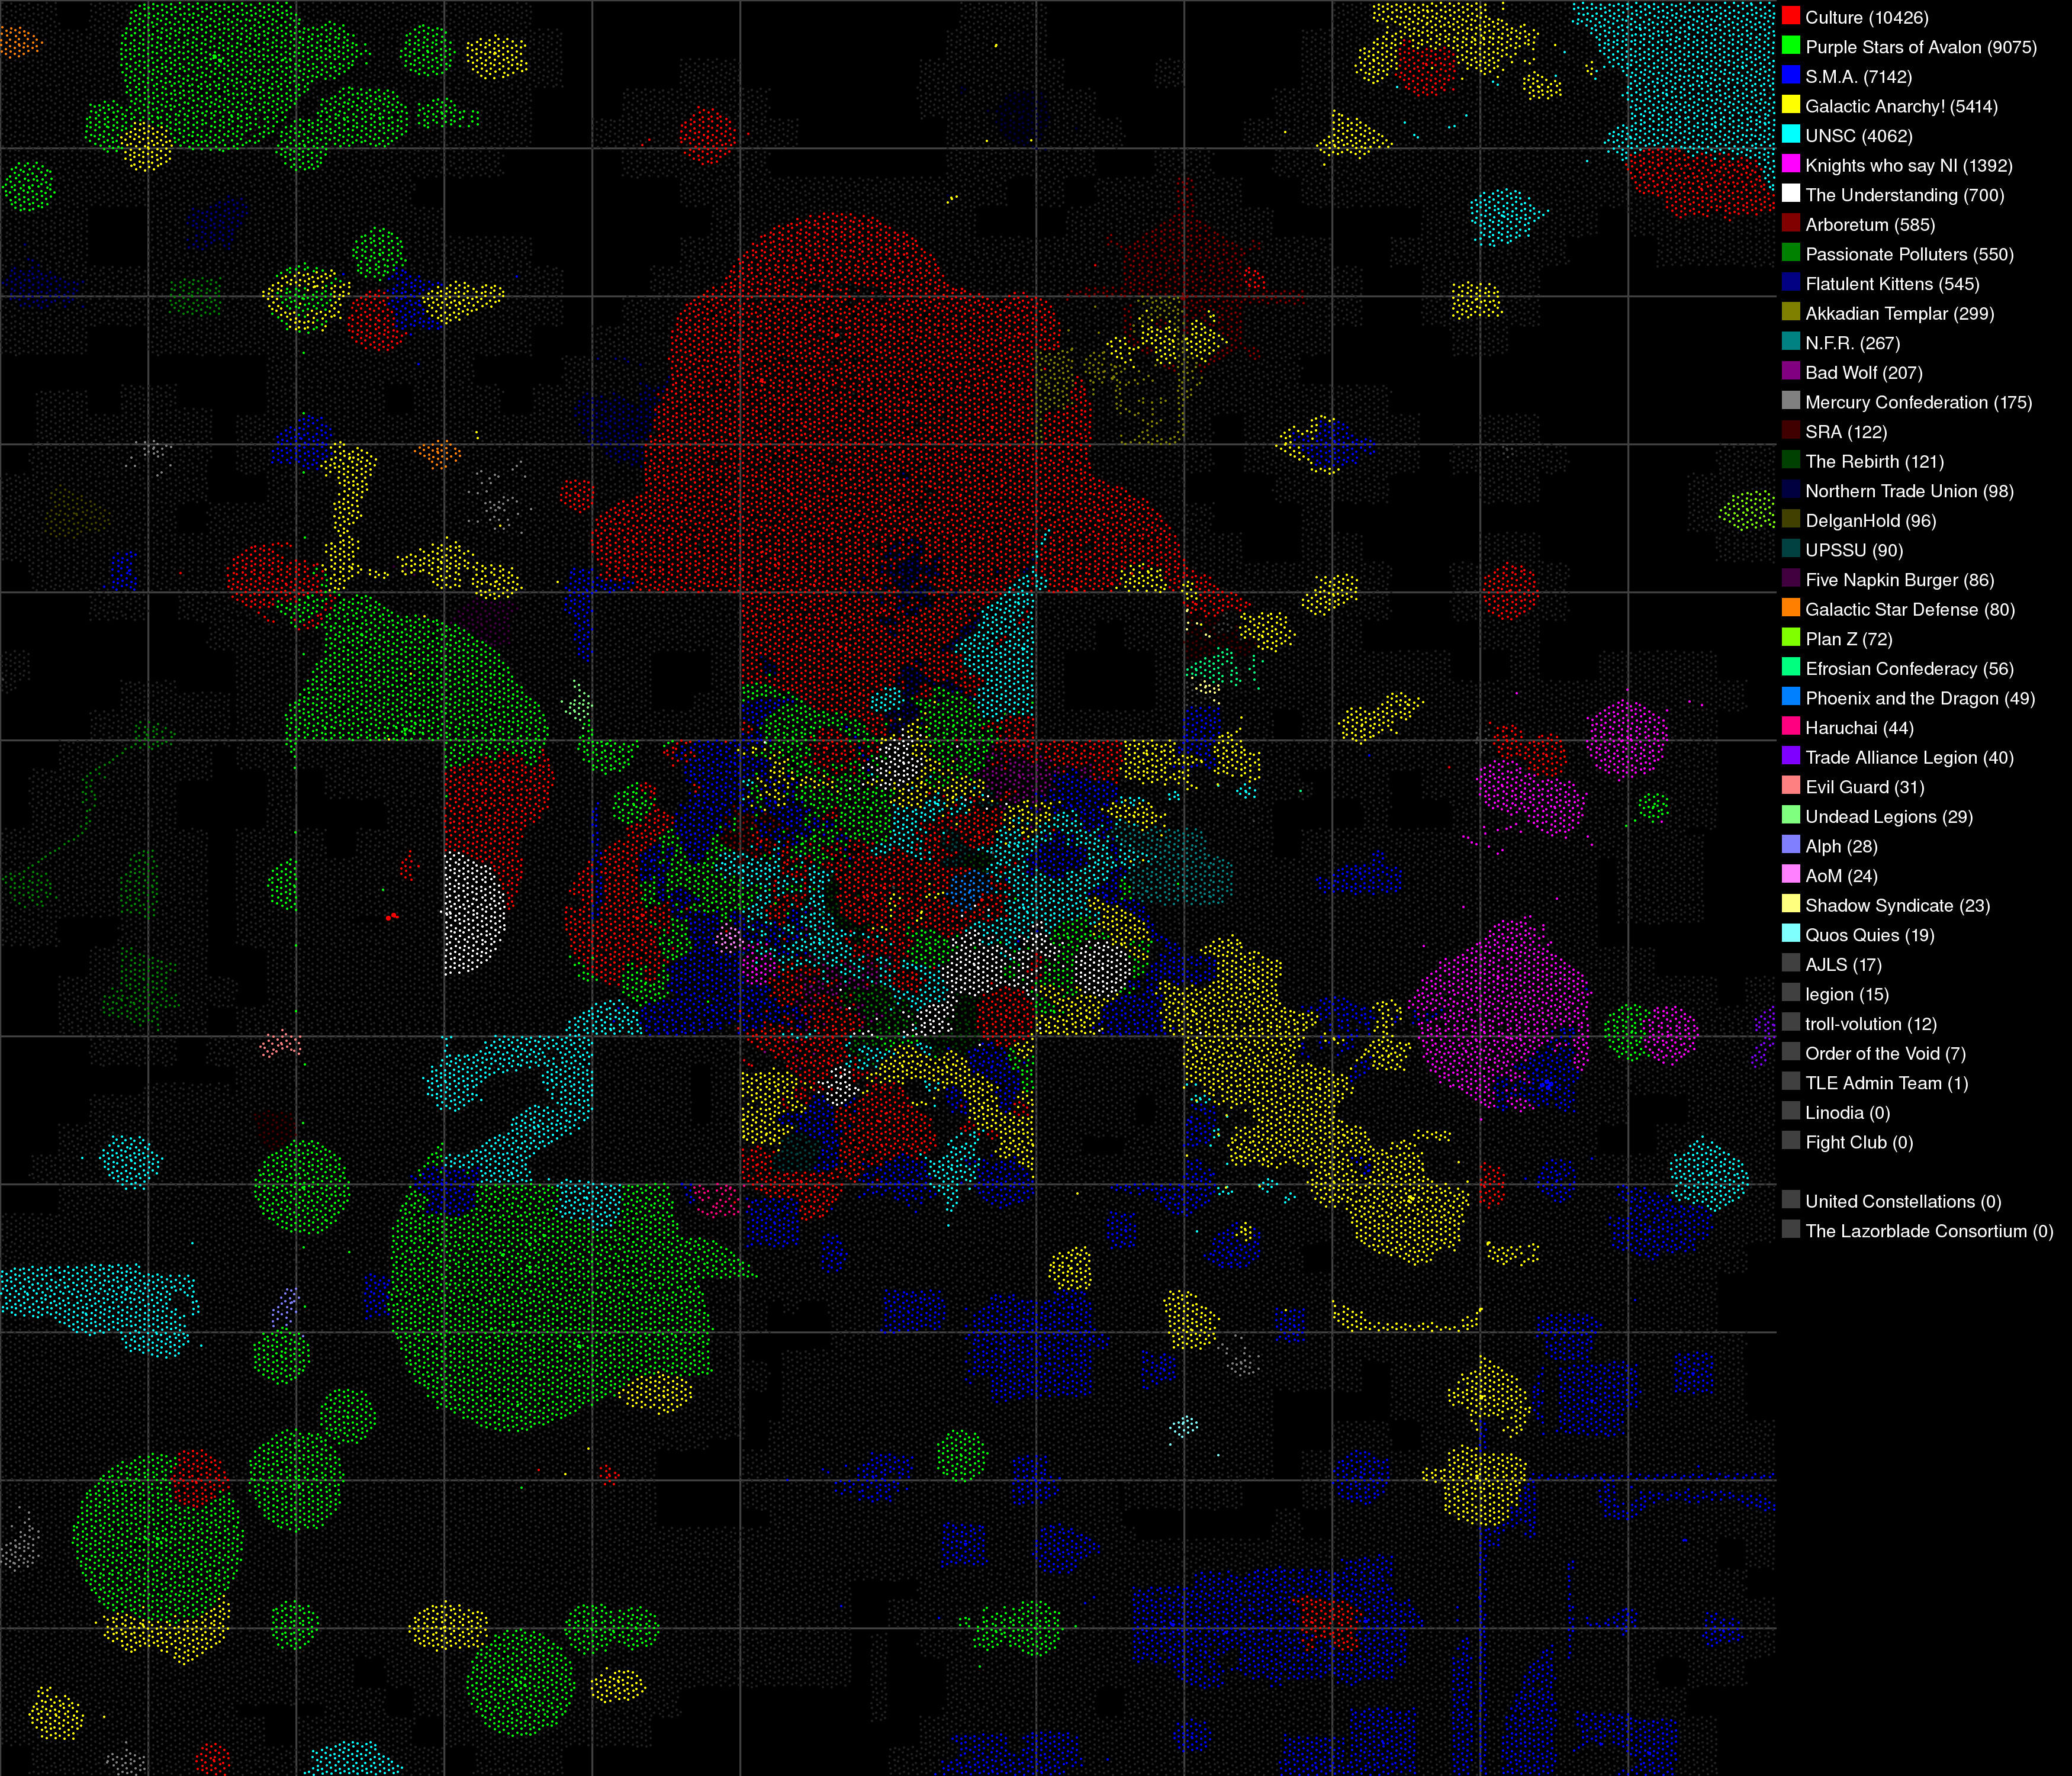 Culture (10426)
Purple Stars of Avalon (9075)
S.M.A. (7142)
Galactic Anarchy! (5414)
UNSC (4062)
Knights who say NI (1392)
The Understanding (700)
Arboretum (585)
Passionate Polluters (550)
Flatulent Kittens (545)
Akkadian Templar (299)
N.F.R. (267)
Bad Wolf (207)
Mercury Confederation (175)
SRA (122)
The Rebirth (121)
Northern Trade Union (98)
DelganHold (96)
UPSSU (90)
Five Napkin Burger (86)
Galactic Star Defense (80)
Plan Z (72)
Efrosian Confederacy (56)
Phoenix and the Dragon (49)
Haruchai (44)
Trade Alliance Legion (40)
Evil Guard (31)
Undead Legions (29)
Alph (28)
AoM (24)
Shadow Syndicate (23)
Quos Quies (19)
AJLS (17)
legion (15)
troll-volution (12)
Order of the Void (7)
TLE Admin Team (1)
Linodia (0)
Fight Club (0)
United Constellations (0)
The Lazorblade Consortium (0)